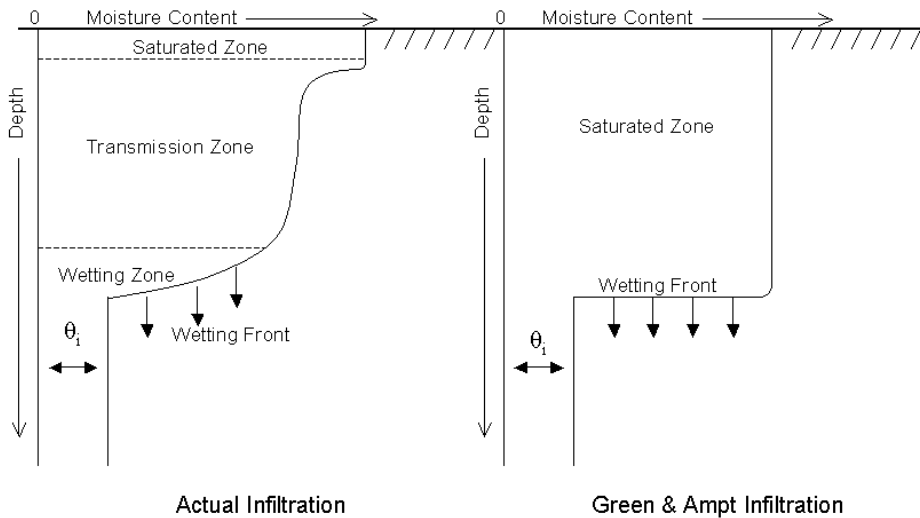 0 Moisture Content
Saturated Zone
Depth
Transmission Zone
Wetting Zone
Wetting Front
θi
Actual Infiltration
0 Moisture Content
Depth
Saturated Zone
Wetting Front
θi
Green & Ampt Infiltration